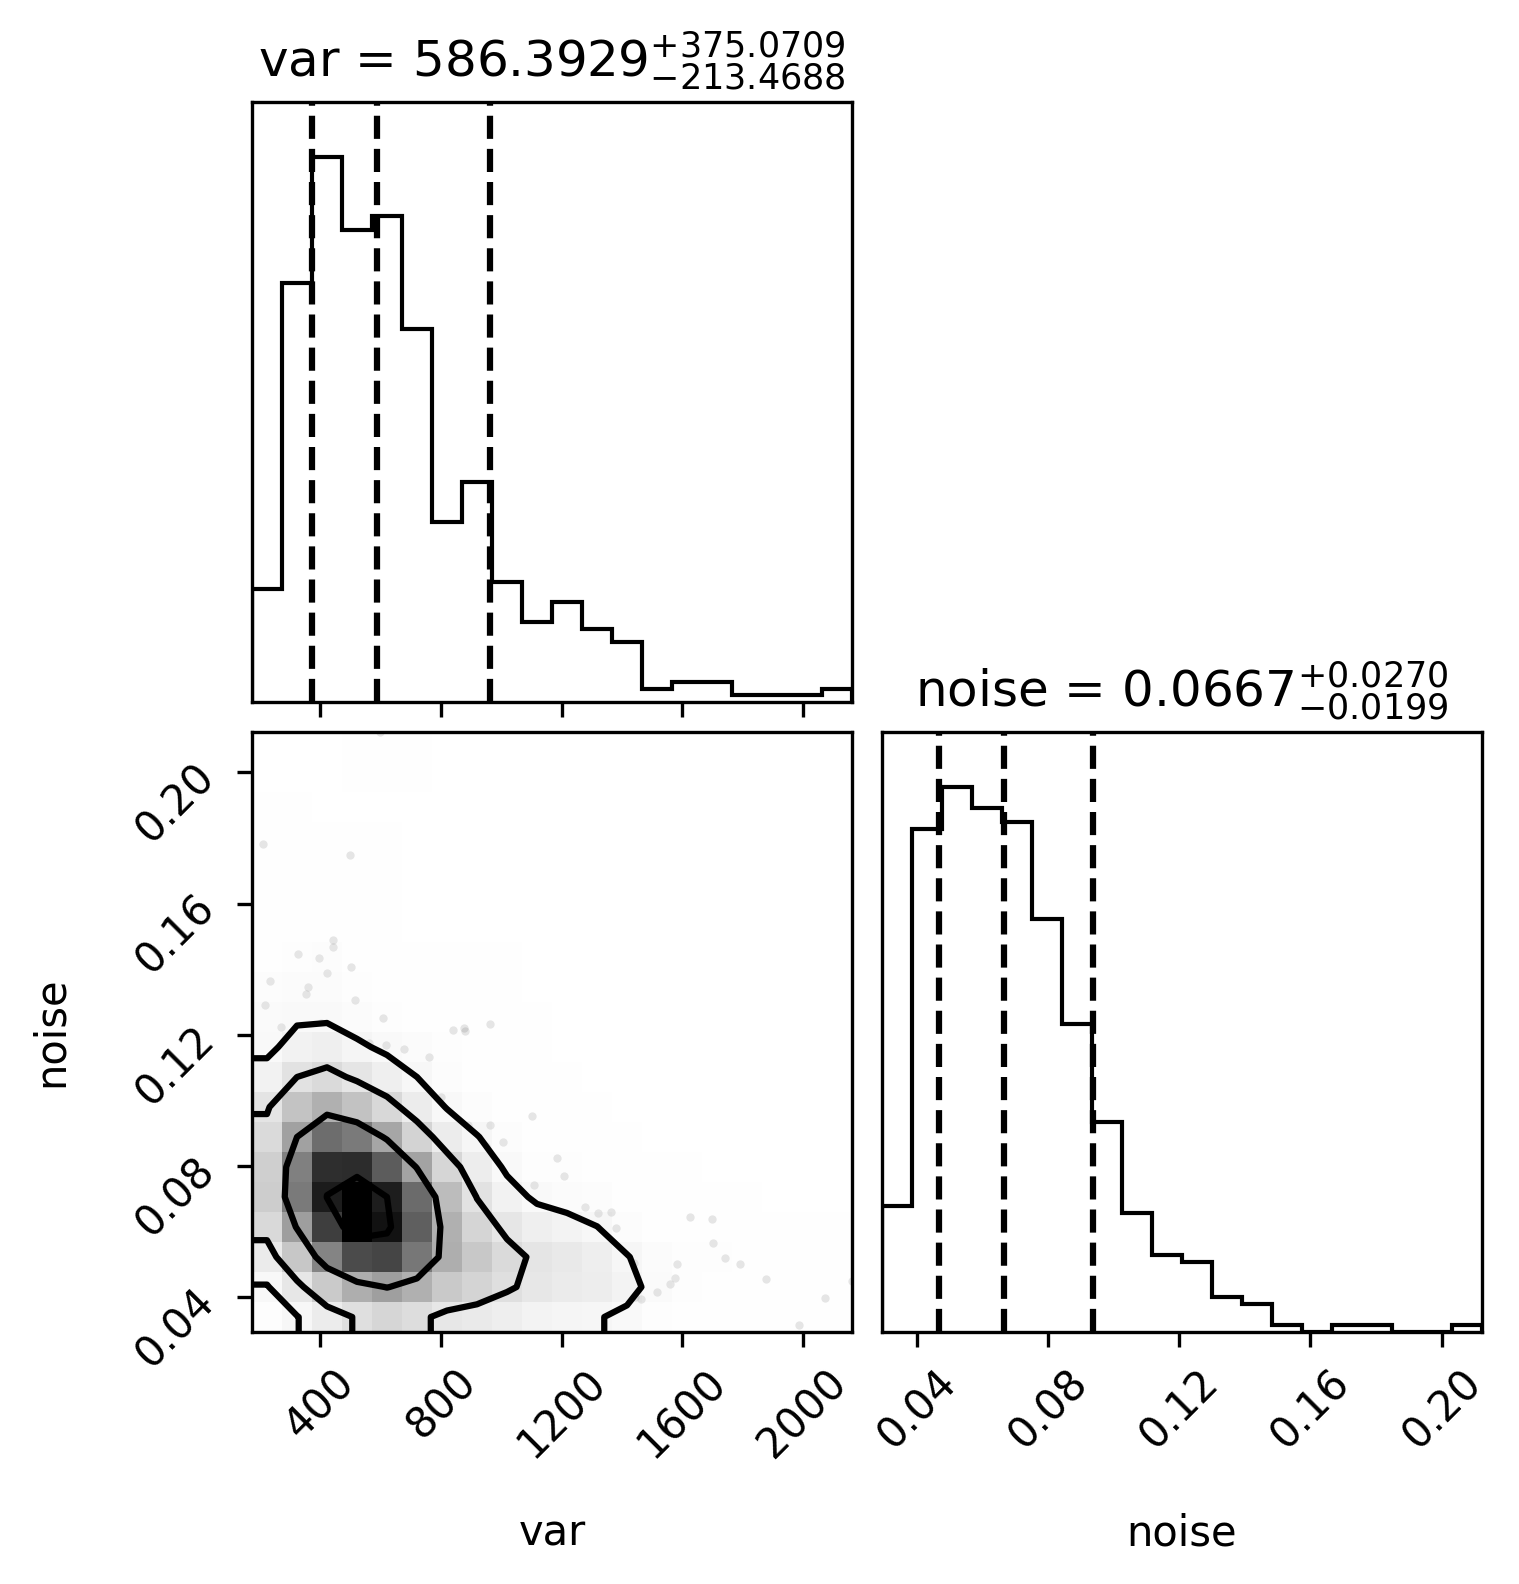 var = 586.3929 +375.0709 −213.4688
noise = 0.0667 +0.0270 −0.0199
0.20
0.16
0.12
0.08
0.04
noise
400 800 1200 1600 2000
0.04 0.08 0.12 0.16 0.20
var
noise